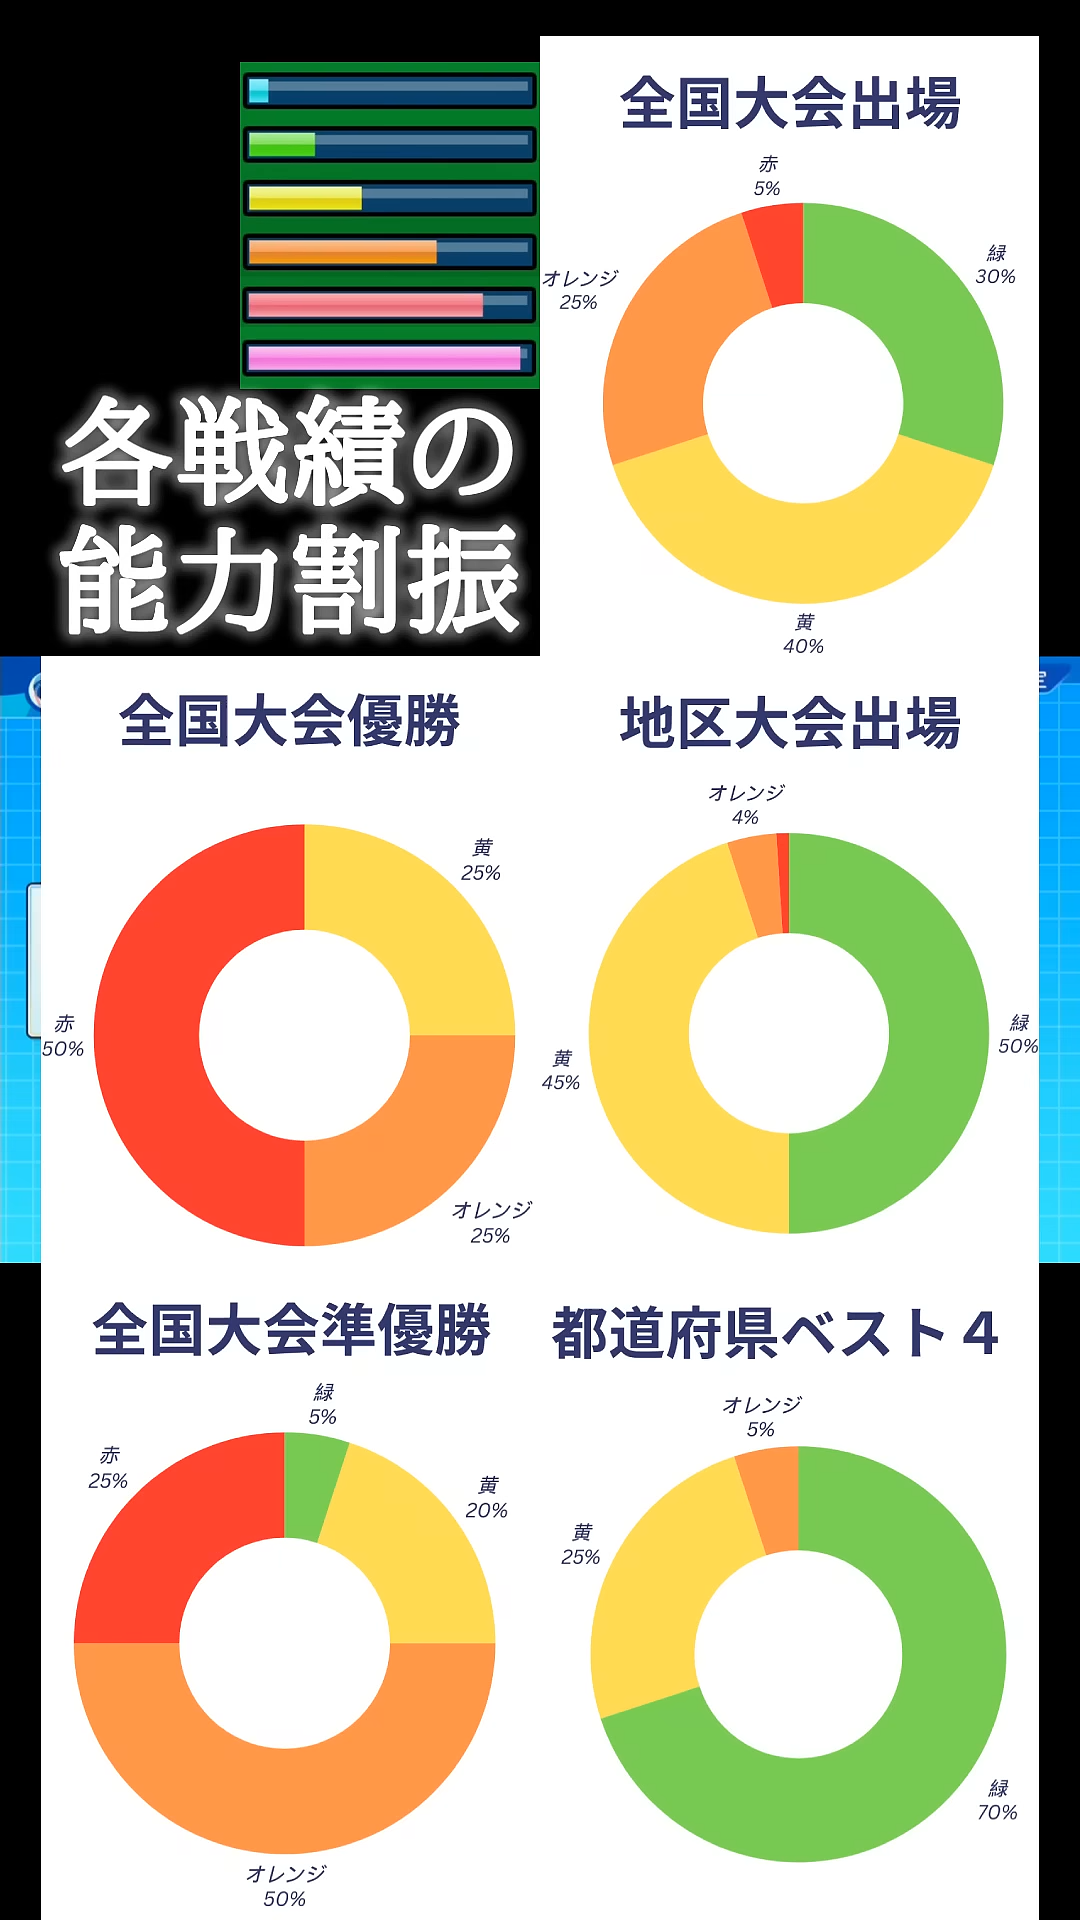 各戦績の
能力割振
全国大会出場
赤
5%
緑
30%
オレンジ
25%
黄
40%
全国大会優勝
黄
25%
赤
50%
オレンジ
25%
地区大会出場
オレンジ
4%
緑
50%
黄
45%
全国大会準優勝
緑
5%
赤
25%
黄
20%
オレンジ
50%
都道府県ベスト4
オレンジ
5%
黄
25%
緑
70%